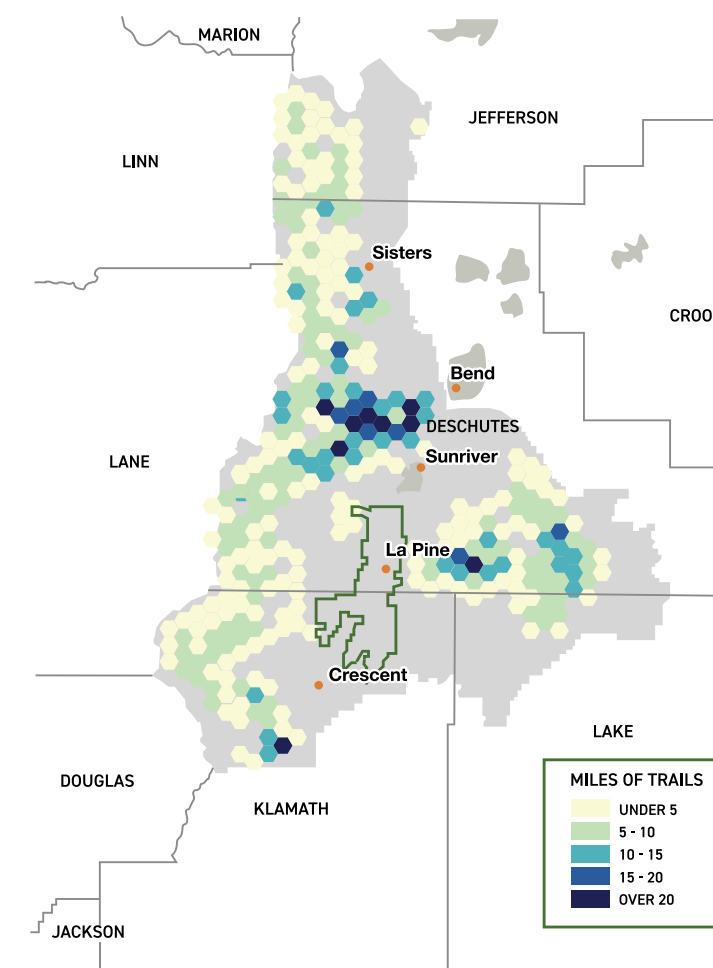 MARION
JEFFERSON
LINN
Sisters
CROO
Bend
DESCHUTES
LANE
Sunriver
La Pine
Crescent
LAKE
DOUGLAS
KLAMATH
JACKSON
MILES OF TRAILS
UNDER 5
5 - 10
10 - 15
15 - 20
OVER 20